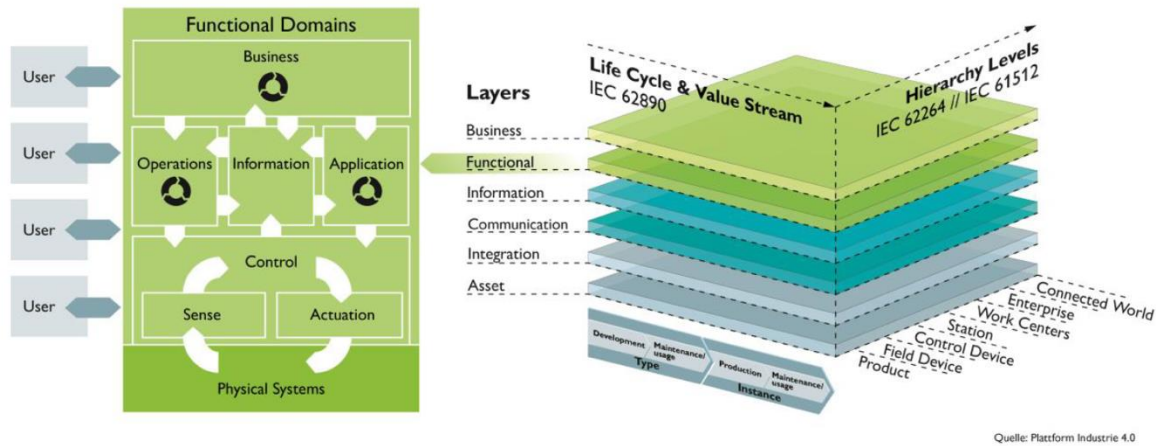 Functional Domains
Business
User
User
User
User
Operations
Information
Application
Control
Sense
Actuation
Physical Systems
Layers
Business
Functional
Information
Communication
Integration
Asset
Life Cycle & Value Stream
IEC 62890
Hierarchy Levels
IEC 62264 // IEC 61512
Connected World
Enterprise
Work Centers
Station
Control Device
Field Device
Product
Development
Maintenance/
usage
Type
Production
Maintenance/
usage
Instance
Quelle: Plattform Industrie 4.0